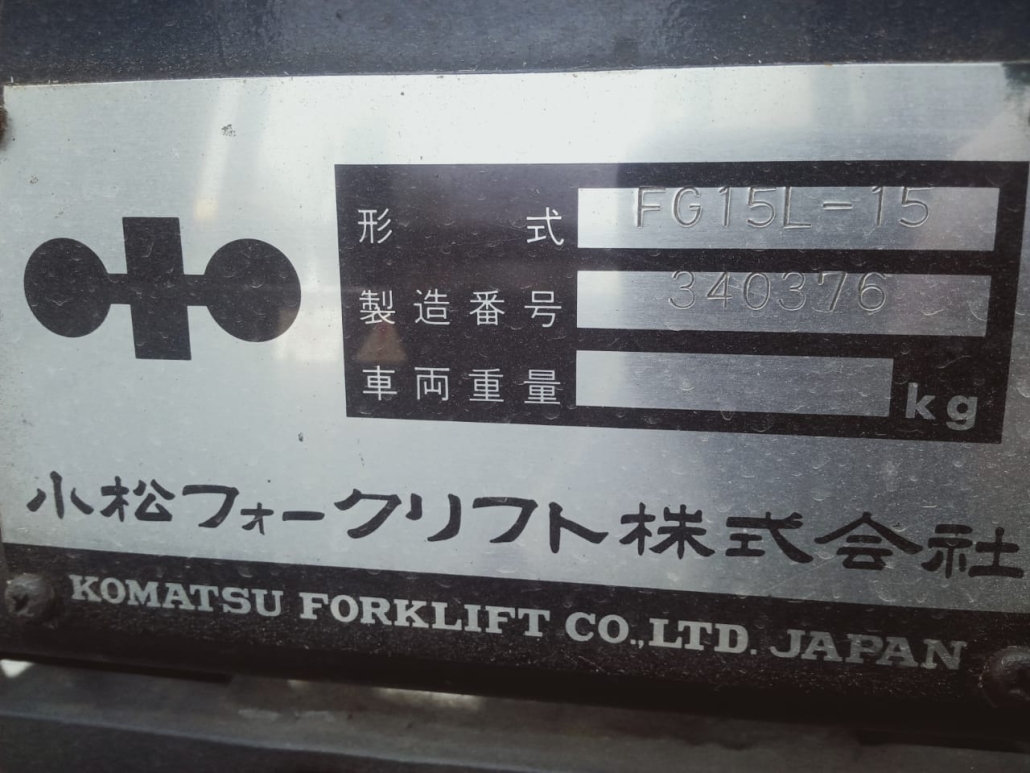 形 式 FG15L-15
製造番号 340376
車両重量 kg
小松フォークリフト株式会社
KOMATSU FORKLIFT CO.,LTD. JAPAN